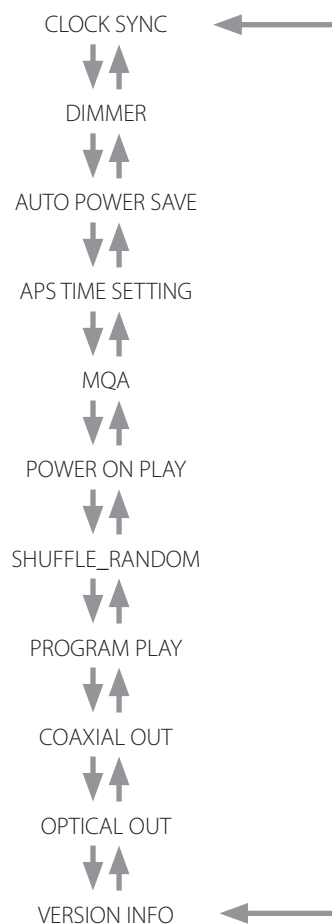 CLOCK SYNC
DIMMER
AUTO POWER SAVE
APS TIME SETTING
MQA
POWER ON PLAY
SHUFFLE_RANDOM
PROGRAM PLAY
COAXIAL OUT
OPTICAL OUT
VERSION INFO